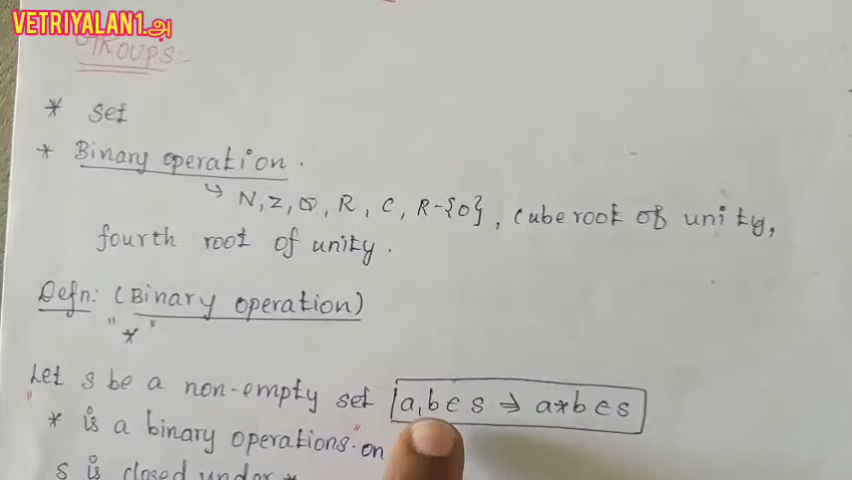 VETRIYALAN1.அ
GROUPS
* set
* Binary operation.
↳ N, Z, Q, R, C, R-{0}, cube root of unity,
fourth root of unity.
Defn: (Binary operation)
"*"
Let s be a non-empty set a,b ∈ s ⇒ a*b ∈ s
"* is a binary operations" on
s is closed under *